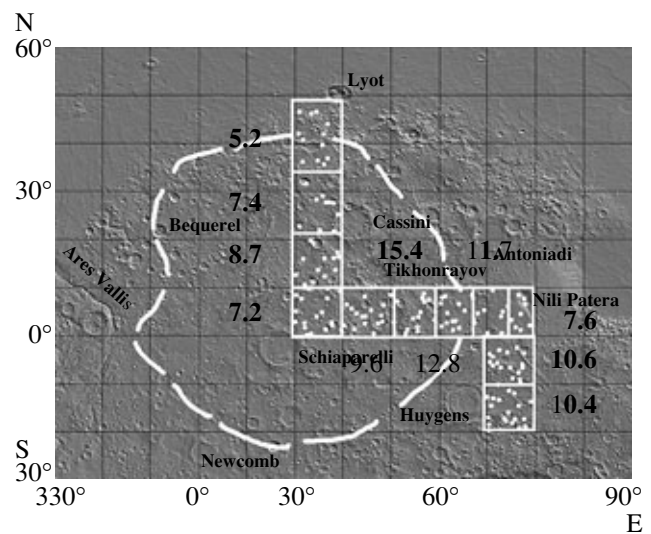 N
60°
Lyot
5.2
30°
7.4
Cassini
Bequerel
8.7
15.4
11.7
Antoniadi
Tikhonrayov
Ares Vallis
Nili Patera
7.2
7.6
0°
Schiaparelli
9.6
12.8
10.6
Huygens
10.4
S
Newcomb
30°
330°
0°
30°
60°
90°
E